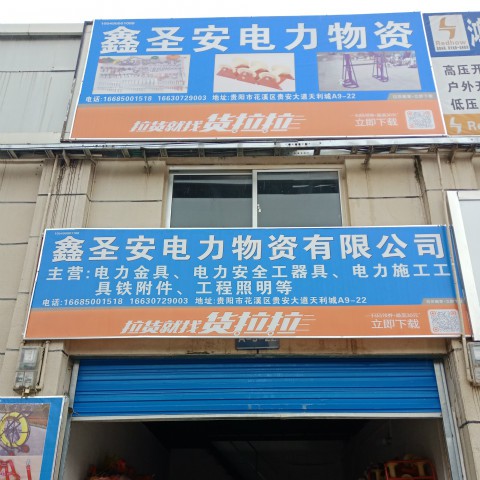 鑫圣安电力物资
电话:16685001518 16630729003 地址:贵阳市花溪区贵安大道天利城A9-22
拉货就找货拉拉
立即下载
鑫圣安电力物资有限公司
主营:电力金具、电力安全工器具、电力施工工
具铁附件、工程照明等
电话:16685001518 16630729003 地址:贵阳市花溪区贵安大道天利城A9-22
拉货就找货拉拉
立即下载
高压开
户外开
低压